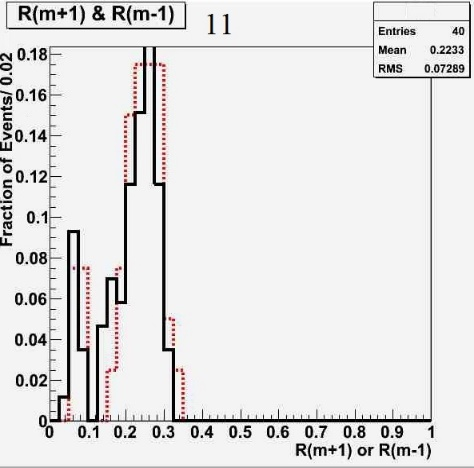 R(m+1) & R(m-1)
11
Entries 40
Mean 0.2233
RMS 0.07289
Fraction of Events/ 0.02
0.18
0.16
0.14
0.12
0.1
0.08
0.06
0.04
0.02
0
0 0.1 0.2 0.3 0.4 0.5 0.6 0.7 0.8 0.9 1
R(m+1) or R(m-1)